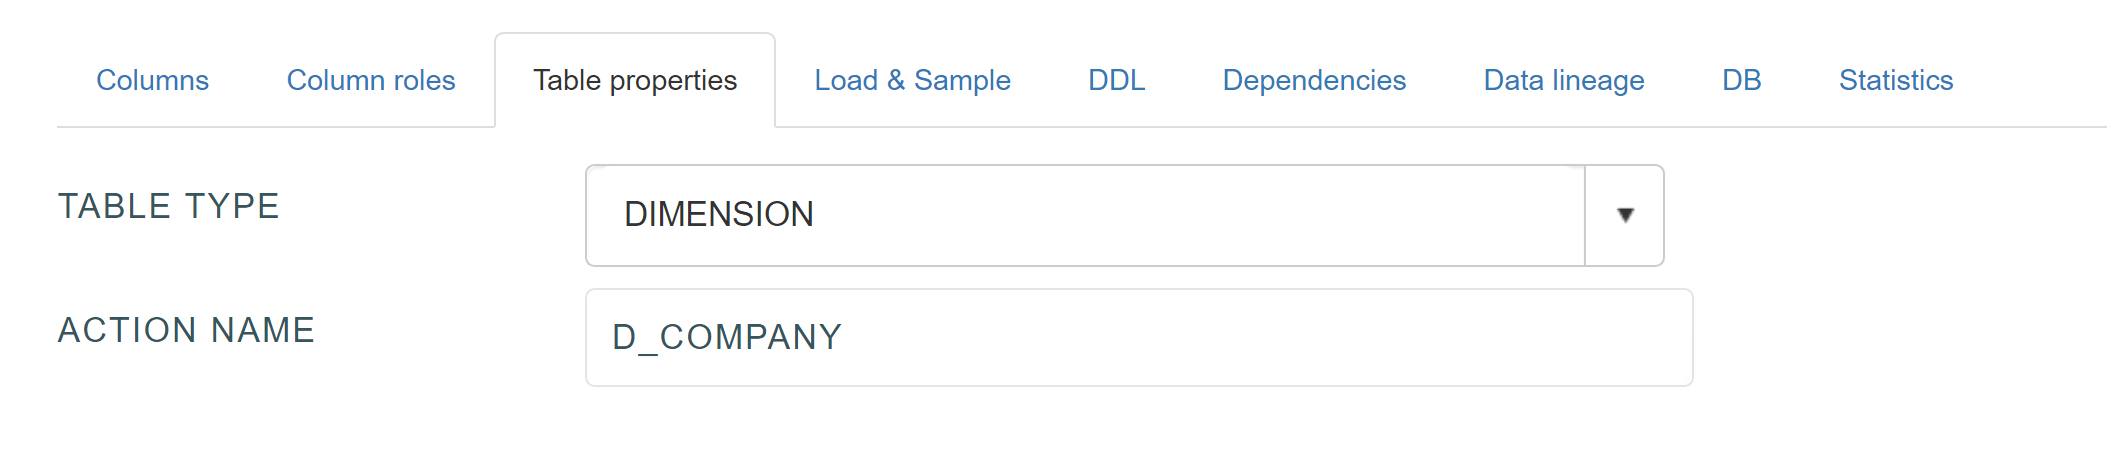 Columns Column roles Table properties Load & Sample DDL Dependencies Data lineage DB Statistics
TABLE TYPE DIMENSION
ACTION NAME D_COMPANY